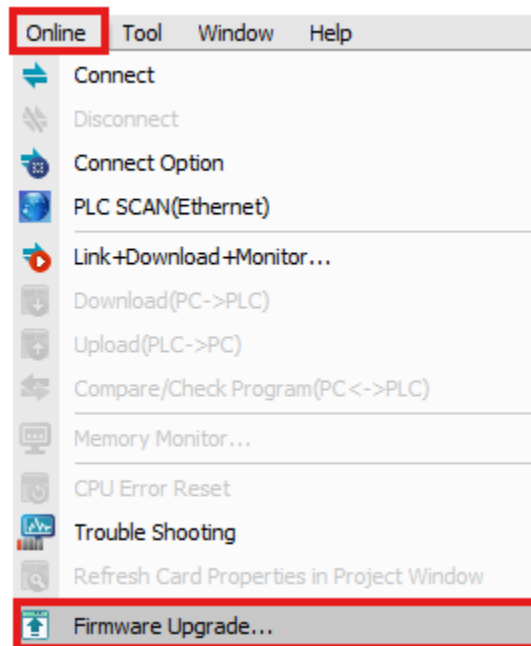 Online Tool Window Help
Connect
Disconnect
Connect Option
PLC SCAN(Ethernet)
Link+Download+Monitor...
Download(PC->PLC)
Upload(PLC->PC)
Compare/Check Program(PC<->PLC)
Memory Monitor...
CPU Error Reset
Trouble Shooting
Refresh Card Properties in Project Window
Firmware Upgrade...